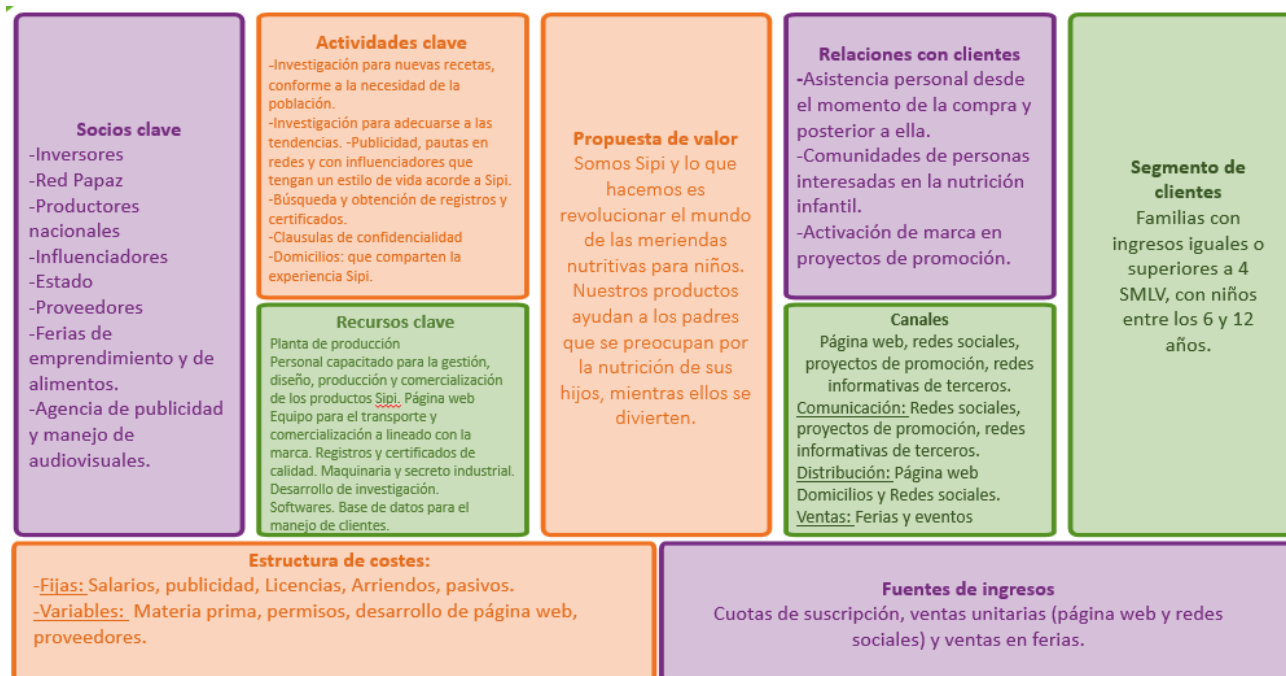 Socios clave
-Inversores
-Red Papaz
-Productores
nacionales
-Influenciadores
-Estado
-Proveedores
-Ferias de
emprendimiento y de
alimentos.
-Agencia de publicidad
y manejo de
audiovisuales.
Actividades clave
-Investigación para nuevas recetas,
conforme a la necesidad de la
población.
-Investigación para adecuarse a las
tendencias. -Publicidad, pautas en
redes y con influenciadores que
tengan un estilo de vida acorde a Sipi.
-Búsqueda y obtención de registros y
certificados.
-Clausulas de confidencialidad
-Domicilios: que comparten la
experiencia Sipi.
Recursos clave
Planta de producción
Personal capacitado para la gestión,
diseño, producción y comercialización
de los productos Sipi. Página web
Equipo para el transporte y
comercialización a lineado con la
marca. Registros y certificados de
calidad. Maquinaria y secreto industrial.
Desarrollo de investigación.
Softwares. Base de datos para el
manejo de clientes.
Propuesta de valor
Somos Sipi y lo que
hacemos es
revolucionar el mundo
de las meriendas
nutritivas para niños.
Nuestros productos
ayudan a los padres
que se preocupan por
la nutrición de sus
hijos, mientras ellos se
divierten.
Relaciones con clientes
-Asistencia personal desde
el momento de la compra y
posterior a ella.
-Comunidades de personas
interesadas en la nutrición
infantil.
-Activación de marca en
proyectos de promoción.
Canales
Página web, redes sociales,
proyectos de promoción, redes
informativas de terceros.
Comunicación: Redes sociales,
proyectos de promoción, redes
informativas de terceros.
Distribución: Página web
Domicilios y Redes sociales.
Ventas: Ferias y eventos
Segmento de
clientes
Familias con
ingresos iguales o
superiores a 4
SMLV, con niños
entre los 6 y 12
años.
Estructura de costes:
-Fijas: Salarios, publicidad, Licencias, Arriendos, pasivos.
-Variables: Materia prima, permisos, desarrollo de página web,
proveedores.
Fuentes de ingresos
Cuotas de suscripción, ventas unitarias (página web y redes
sociales) y ventas en ferias.